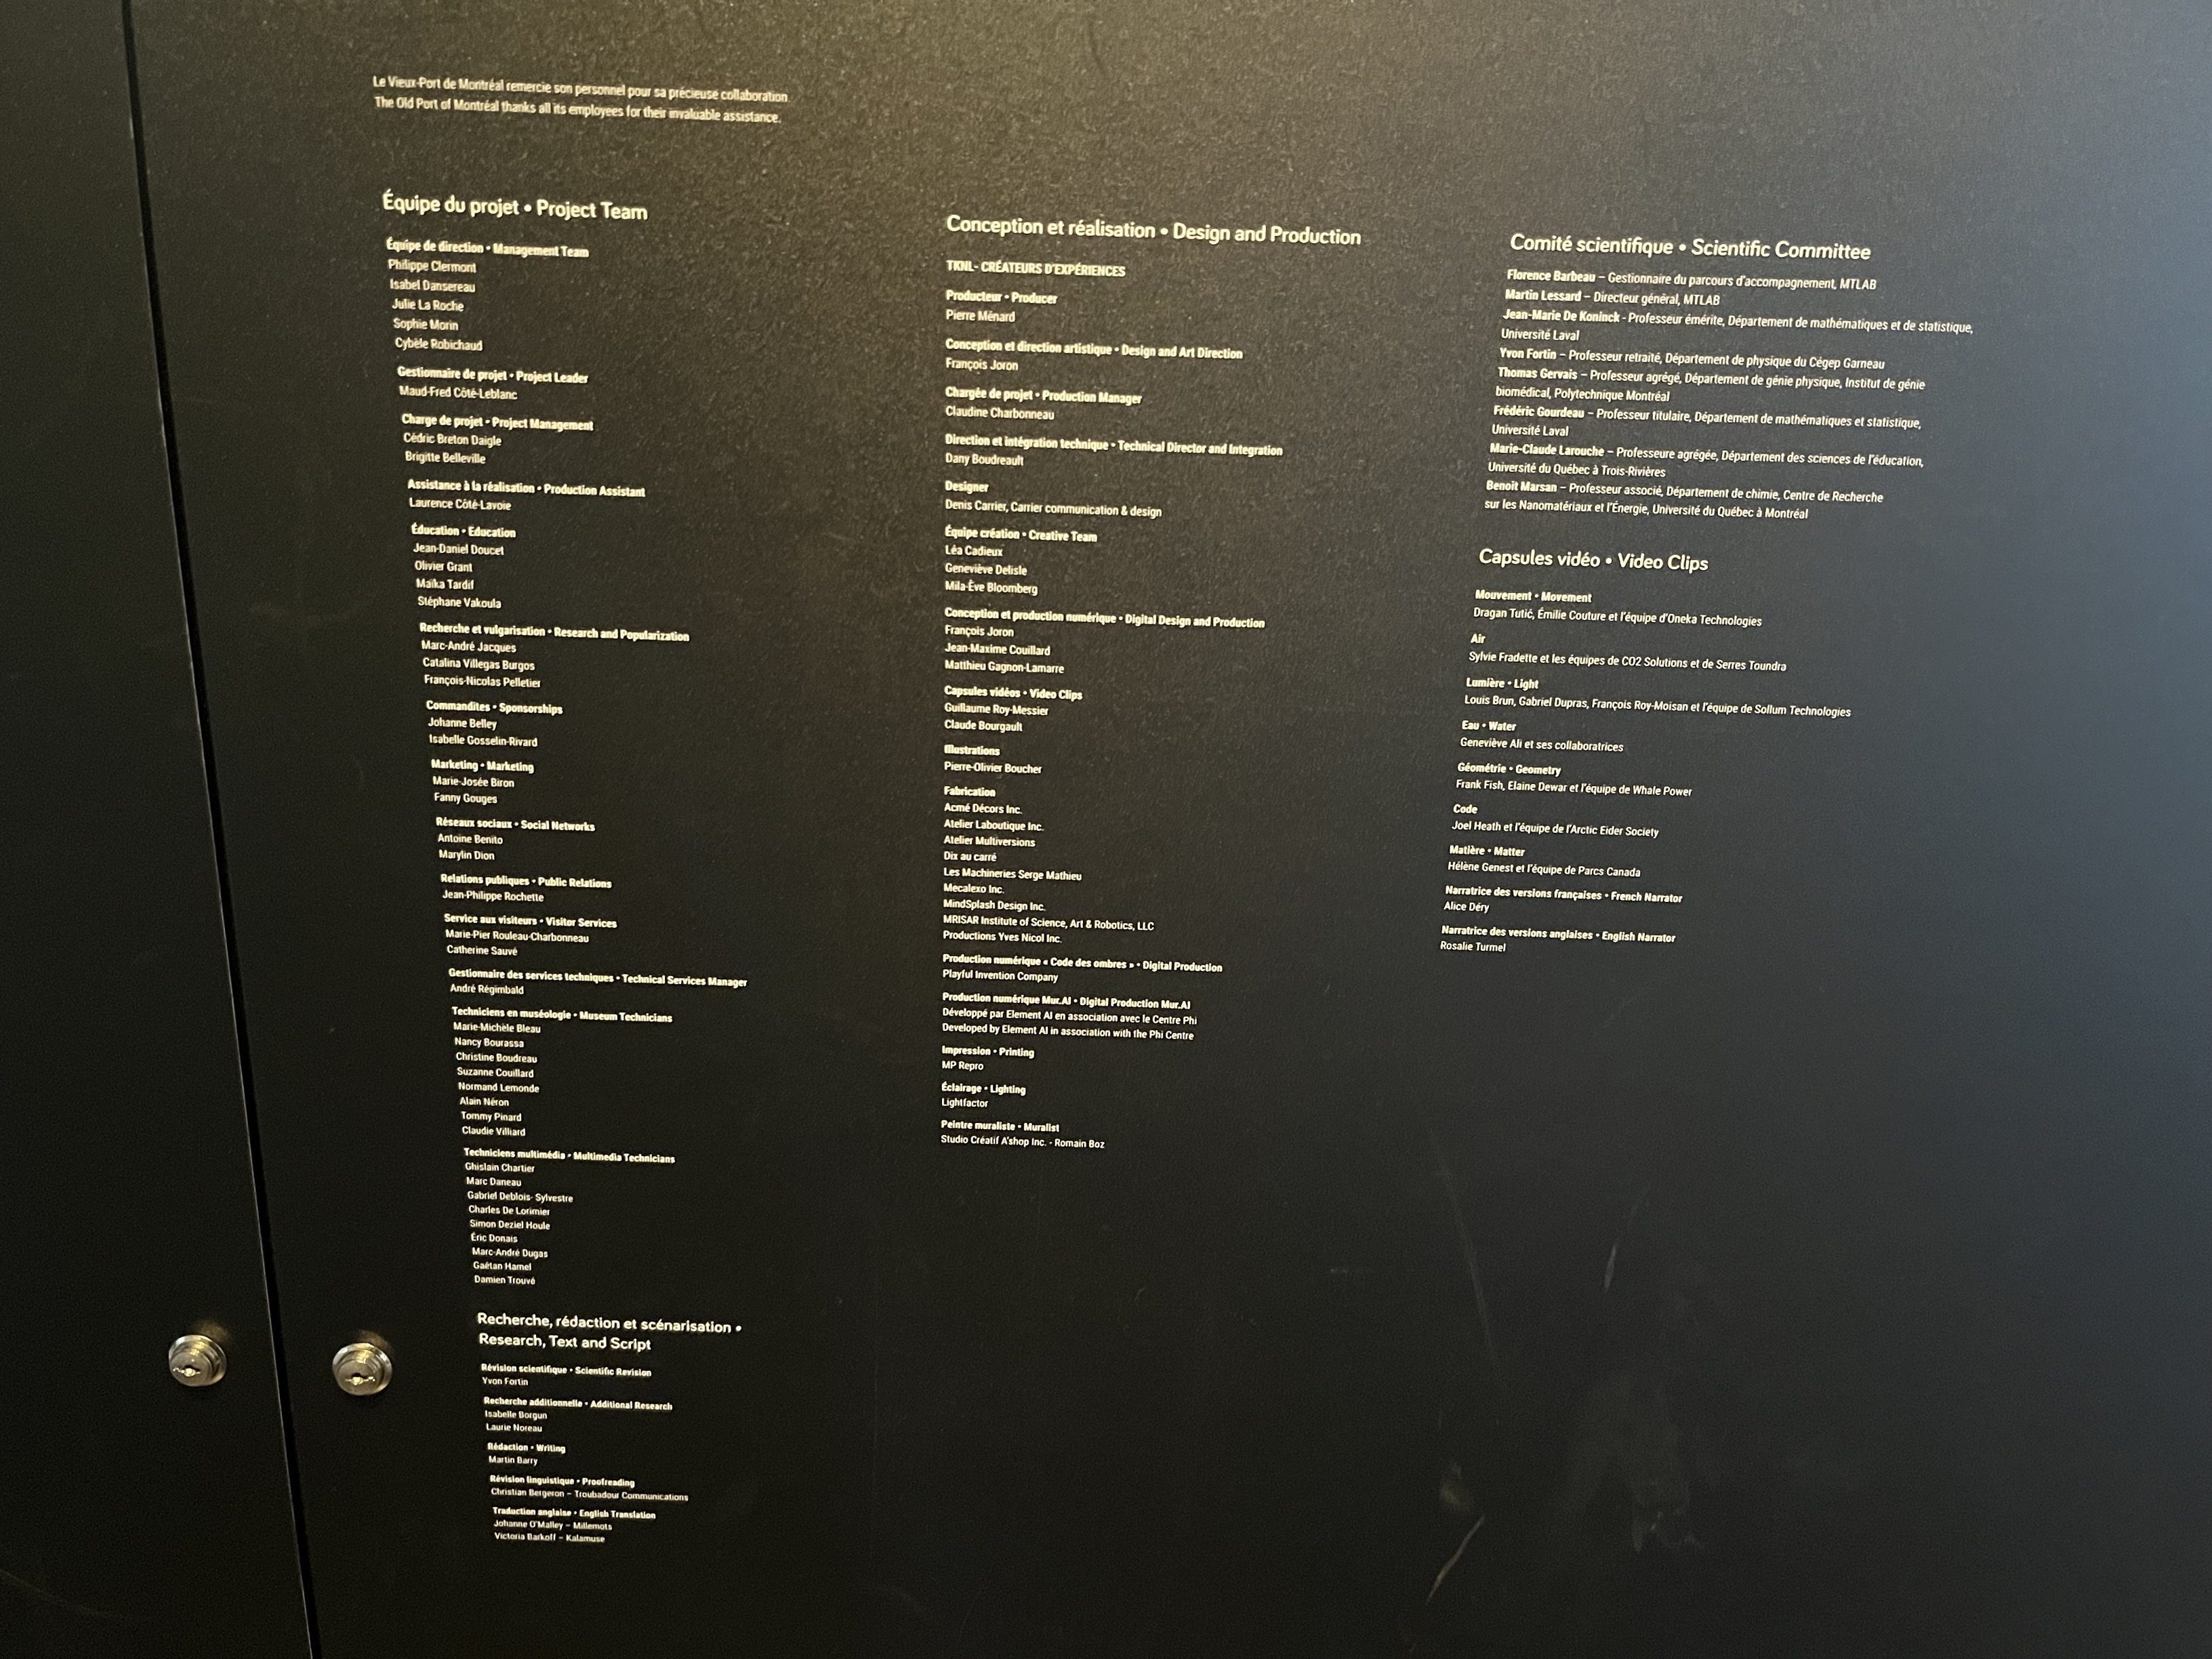 Le Vieux-Port de Montréal remercie son personnel pour sa précieuse collaboration
The Old Port of Montréal thanks all its employees for their invaluable assistance.
Équipe du projet • Project Team
Équipe de direction • Management Team
Philippe Clermont
Isabel Dansereau
Julie La Roche
Sophie Morin
Cybèle Robichaud
Gestionnaire de projet • Project Leader
Maud-Fred Côté-Leblanc
Charge de projet • Project Management
Cédric Breton Daigle
Brigitte Belleville
Assistance à la réalisation • Production Assistant
Laurence Côté-Lavoie
Éducation • Education
Jean-Daniel Doucet
Olivier Grant
Maïka Tardif
Stéphane Vakoula
Recherche et vulgarisation • Research and Popularization
Marc-André Jacques
Catalina Villegas Burgos
François-Nicolas Pelletier
Commandites • Sponsorships
Johanne Belley
Isabelle Gosselin-Rivard
Marketing • Marketing
Marie-Josée Biron
Fanny Gouges
Réseaux sociaux • Social Networks
Antoine Benito
Marylin Dion
Relations publiques • Public Relations
Jean-Philippe Rochette
Service aux visiteurs • Visitor Services
Marie-Pier Rouleau-Charbonneau
Catherine Sauvé
Gestionnaire des services techniques • Technical Services Manager
André Régimbald
Techniciens en muséologie • Museum Technicians
Marie-Michèle Bleau
Nancy Bourassa
Christine Boudreau
Suzanne Couillard
Normand Lemonde
Alain Néron
Tommy Pinard
Claudie Villiard
Techniciens multimédia • Multimedia Technicians
Ghislain Chartier
Marc Daneau
Gabriel Deblois- Sylvestre
Charles De Lorimier
Simon Deziel Houle
Éric Donais
Marc-André Dugas
Gaétan Hamel
Damien Trouvé
Recherche, rédaction et scénarisation •
Research, Text and Script
Révision scientifique • Scientific Revision
Yvon Fortin
Recherche additionnelle • Additional Research
Isabelle Borgun
Laurie Noreau
Rédaction • Writing
Martin Barry
Révision linguistique • Proofreading
Christian Bergeron – Troubadour Communications
Traduction anglaise • English Translation
Johanne O'Malley – Millemots
Victoria Barkoff – Kalamuse
Conception et réalisation • Design and Production
TKNL- CRÉATEURS D'EXPÉRIENCES
Producteur • Producer
Pierre Ménard
Conception et direction artistique • Design and Art Direction
François Joron
Chargée de projet • Production Manager
Claudine Charbonneau
Direction et intégration technique • Technical Director and Integration
Dany Boudreault
Designer
Denis Carrier, Carrier communication & design
Équipe création • Creative Team
Léa Cadieux
Geneviève Delisle
Mila-Ève Bloomberg
Conception et production numérique • Digital Design and Production
François Joron
Jean-Maxime Couillard
Matthieu Gagnon-Lamarre
Capsules vidéos • Video Clips
Guillaume Roy-Messier
Claude Bourgault
Illustrations
Pierre-Olivier Boucher
Fabrication
Acmé Décors Inc.
Atelier Laboutique Inc.
Atelier Multiversions
Dix au carré
Les Machineries Serge Mathieu
Mecalexo Inc.
MindSplash Design Inc.
MRISAR Institute of Science, Art & Robotics, LLC
Productions Yves Nicol Inc.
Production numérique « Code des ombres » • Digital Production
Playful Invention Company
Production numérique Mur.AI • Digital Production Mur.AI
Développé par Element AI en association avec le Centre Phi
Developed by Element AI in association with the Phi Centre
Impression • Printing
MP Repro
Éclairage • Lighting
Lightfactor
Peintre muraliste • Muralist
Studio Créatif A'shop Inc. - Romain Boz
Comité scientifique • Scientific Committee
Florence Barbeau – Gestionnaire du parcours d'accompagnement, MTLAB
Martin Lessard – Directeur général, MTLAB
Jean-Marie De Koninck - Professeur émérite, Département de mathématiques et de statistique,
Université Laval
Yvon Fortin – Professeur retraité, Département de physique du Cégep Garneau
Thomas Gervais – Professeur agrégé, Département de génie physique, Institut de génie
biomédical, Polytechnique Montréal
Frédéric Gourdeau – Professeur titulaire, Département de mathématiques et statistique,
Université Laval
Marie-Claude Larouche – Professeure agrégée, Département des sciences de l'éducation,
Université du Québec à Trois-Rivières
Benoit Marsan – Professeur associé, Département de chimie, Centre de Recherche
sur les Nanomatériaux et l'Énergie, Université du Québec à Montréal
Capsules vidéo • Video Clips
Mouvement • Movement
Dragan Tutić, Émilie Couture et l'équipe d'Oneka Technologies
Air
Sylvie Fradette et les équipes de CO2 Solutions et de Serres Toundra
Lumière • Light
Louis Brun, Gabriel Dupras, François Roy-Moisan et l'équipe de Sollum Technologies
Eau • Water
Geneviève Ali et ses collaboratrices
Géométrie • Geometry
Frank Fish, Elaine Dewar et l'équipe de Whale Power
Code
Joel Heath et l'équipe de l'Arctic Eider Society
Matière • Matter
Hélène Genest et l'équipe de Parcs Canada
Narratrice des versions françaises • French Narrator
Alice Déry
Narratrice des versions anglaises • English Narrator
Rosalie Turmel